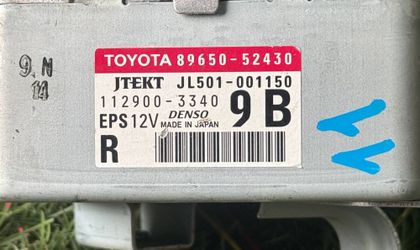 TOYOTA 89650-52430
JTEKT JL501-001150
112900-3340
DENSO
EPS12V MADE IN JAPAN
9B
R
9. N
14